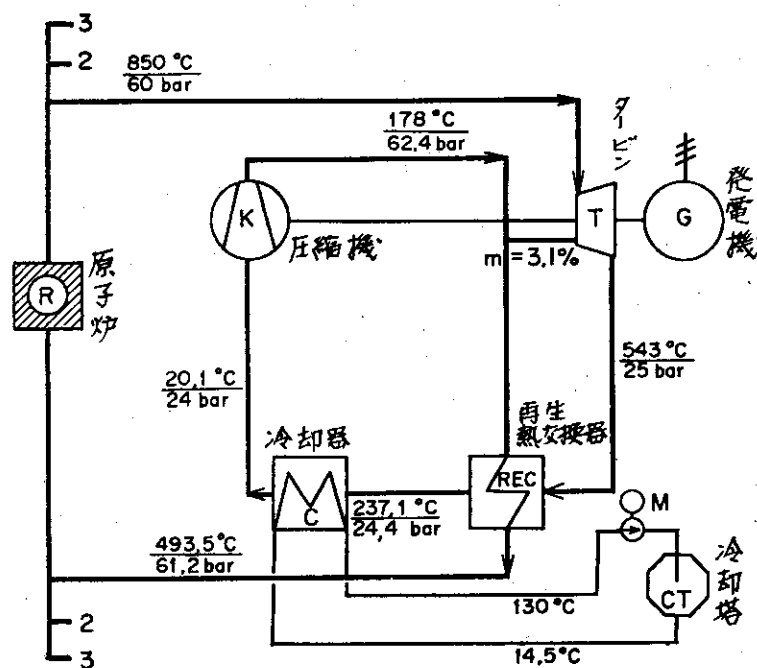 3
2
850 °C
60 bar
178 °C
62,4 bar
タービン
K
圧縮機
T
G
発電機
m = 3,1%
R
原子炉
543 °C
25 bar
20,1 °C
24 bar
冷却器
再生
熱交換器
REC
C
237,1 °C
24,4 bar
M
493,5°C
61,2 bar
CT
冷却塔
130 °C
2
3
14,5 °C